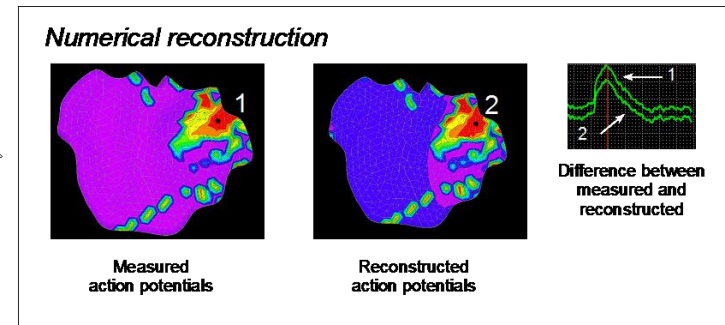 Numerical reconstruction
1
2
1
2
Measured
action potentials
Reconstructed
action potentials
Difference between
measured and
reconstructed